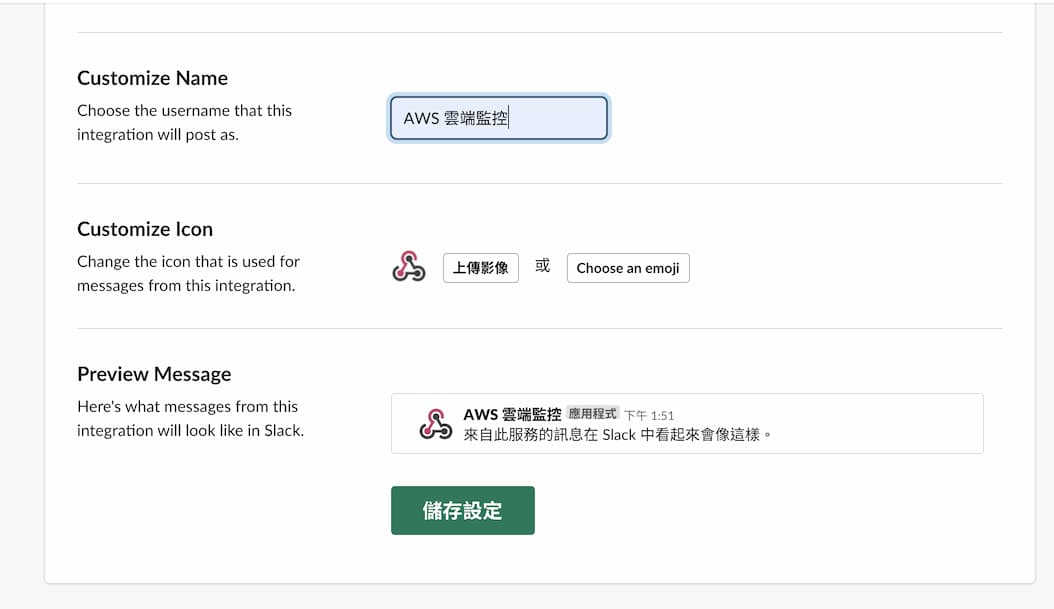 Customize Name
Choose the username that this
integration will post as.
AWS 雲端監控
Customize Icon
Change the icon that is used for
messages from this integration.
上傳影像 或 Choose an emoji
Preview Message
Here's what messages from this
integration will look like in Slack.
AWS 雲端監控 應用程式 下午 1:51
來自此服務的訊息在 Slack 中看起來會像這樣。
儲存設定